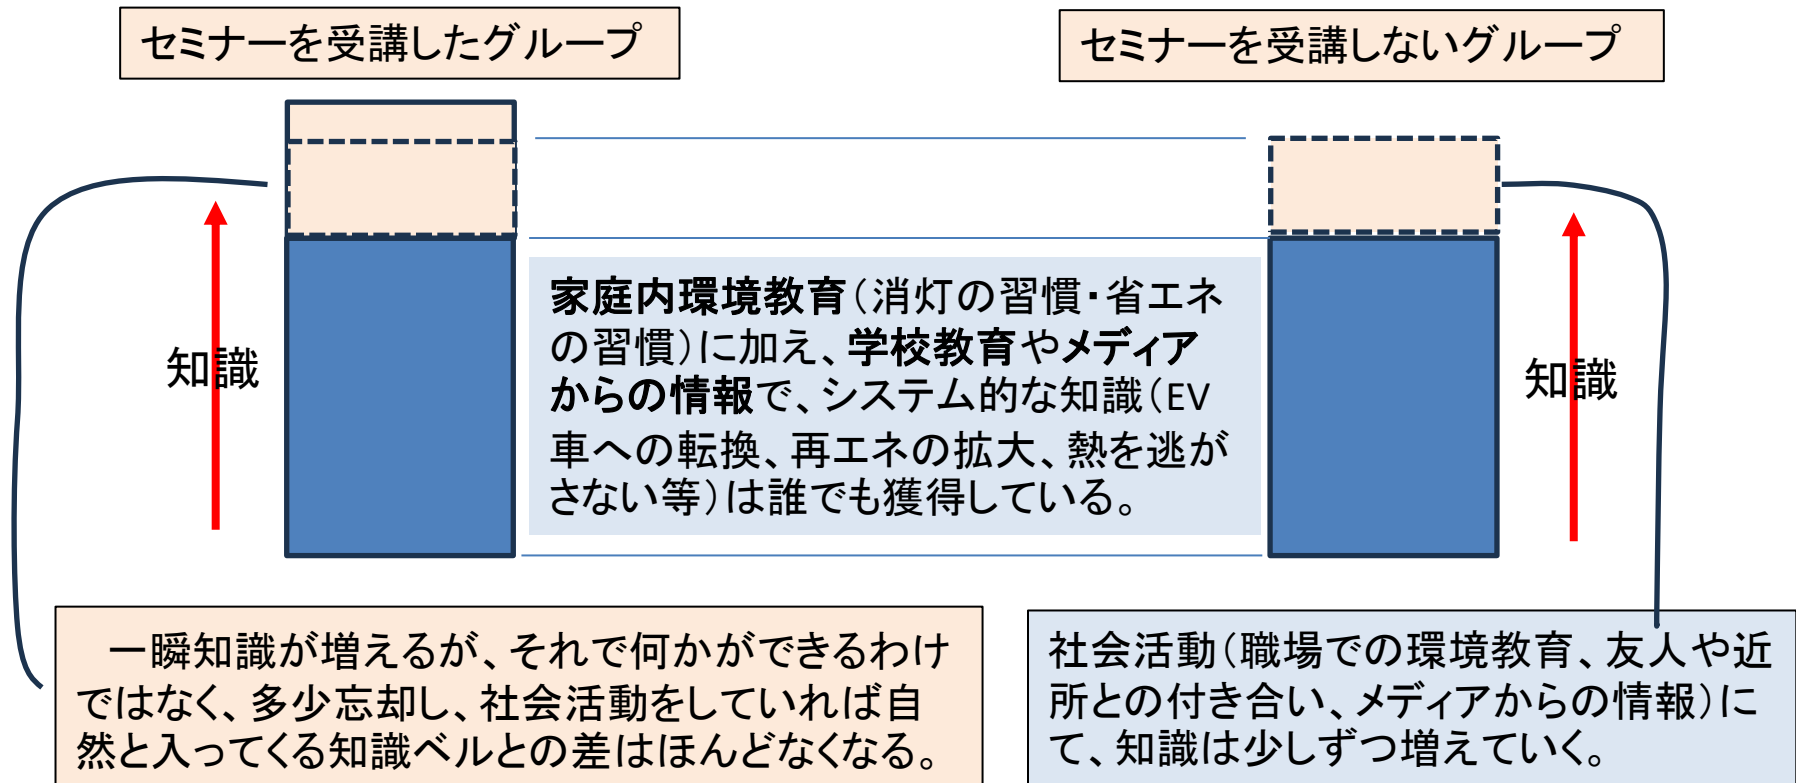 セミナーを受講したグループ
セミナーを受講しないグループ
知識
家庭内環境教育（消灯の習慣・省エネ
の習慣）に加え、学校教育やメディア
からの情報で、システム的な知識（EV
車への転換、再エネの拡大、熱を逃が
さない等）は誰でも獲得している。
知識
一瞬知識が増えるが、それで何かができるわけ
ではなく、多少忘却し、社会活動をしていれば自
然と入ってくる知識ベルとの差はほんどなくなる。
社会活動（職場での環境教育、友人や近
所との付き合い、メディアからの情報）に
て、知識は少しずつ増えていく。